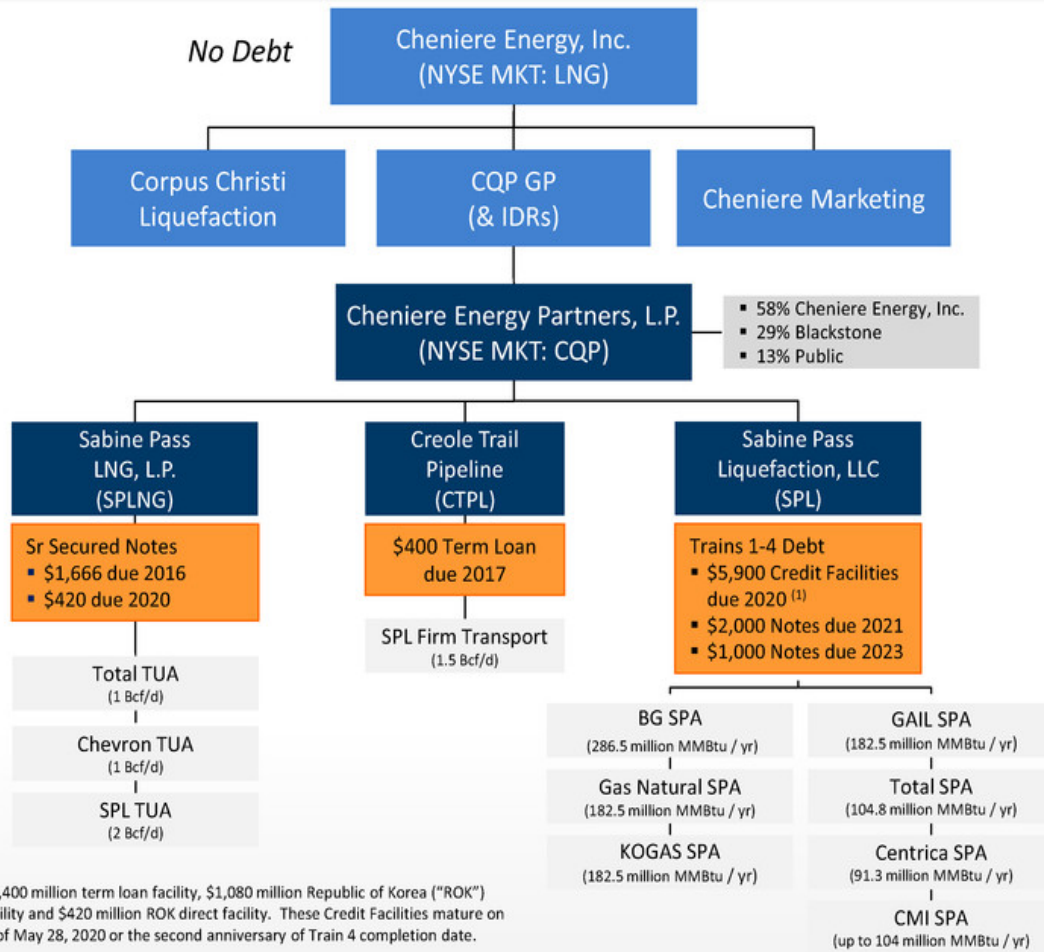 No Debt
Cheniere Energy, Inc.
(NYSE MKT: LNG)
Corpus Christi
Liquefaction
CQP GP
(& IDRs)
Cheniere Marketing
Cheniere Energy Partners, L.P.
(NYSE MKT: CQP)
▪ 58% Cheniere Energy, Inc.
▪ 29% Blackstone
▪ 13% Public
Sabine Pass
LNG, L.P.
(SPLNG)
Creole Trail
Pipeline
(CTPL)
Sabine Pass
Liquefaction, LLC
(SPL)
Sr Secured Notes
▪ $1,666 due 2016
▪ $420 due 2020
$400 Term Loan
due 2017
Trains 1-4 Debt
▪ $5,900 Credit Facilities
due 2020 (1)
▪ $2,000 Notes due 2021
▪ $1,000 Notes due 2023
Total TUA
(1 Bcf/d)
Chevron TUA
(1 Bcf/d)
SPL TUA
(2 Bcf/d)
SPL Firm Transport
(1.5 Bcf/d)
BG SPA
(286.5 million MMBtu / yr)
Gas Natural SPA
(182.5 million MMBtu / yr)
KOGAS SPA
(182.5 million MMBtu / yr)
GAIL SPA
(182.5 million MMBtu / yr)
Total SPA
(104.8 million MMBtu / yr)
Centrica SPA
(91.3 million MMBtu / yr)
CMI SPA
(up to 104 million MMBtu / yr)
,400 million term loan facility, $1,080 million Republic of Korea ("ROK")
ility and $420 million ROK direct facility. These Credit Facilities mature on
of May 28, 2020 or the second anniversary of Train 4 completion date.